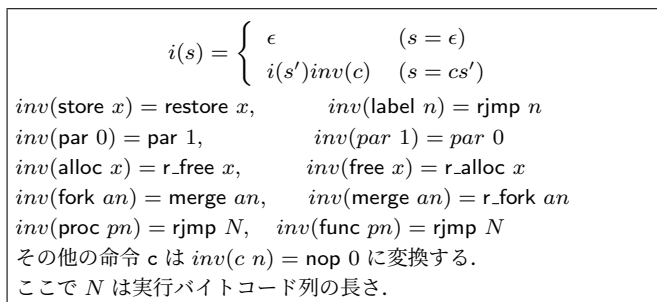 i(s) = { ϵ (s = ϵ)
i(s′)inv(c) (s = cs′)
inv(store x) = restore x, inv(label n) = rjmp n
inv(par 0) = par 1, inv(par 1) = par 0
inv(alloc x) = r_free x, inv(free x) = r_alloc x
inv(fork an) = merge an, inv(merge an) = r_fork an
inv(proc pn) = rjmp N, inv(func pn) = rjmp N
その他の命令 c は inv(c n) = nop 0 に変換する.
ここで N は実行バイトコード列の長さ.